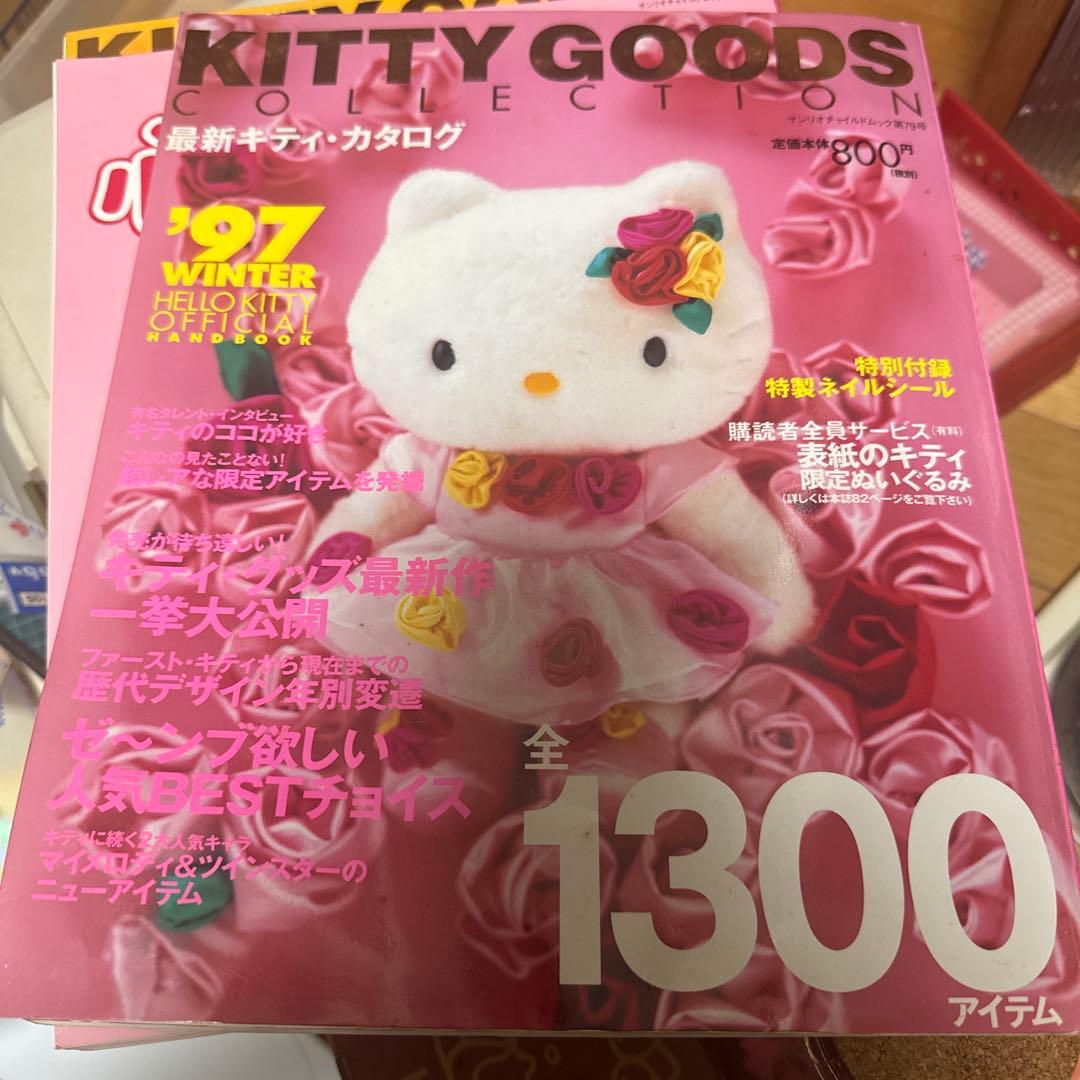 KITTY GOODS
COLLECTION
サンリオチャイルドムック第79号
最新キティ・カタログ
定価本体800円
(税別)
'97
WINTER
HELLO KITTY
OFFICIAL
HANDBOOK
特別付録
特製ネイルシール
購読者全員サービス(有料)
表紙のキティ
限定ぬいぐるみ
(詳しくは本誌82ページをご覧下さい)
有名タレント・インタビュー
キティのココが好き
の見たことない!
な限定アイテムを発掘
発売が待ち遠しい!
キティ・グッズ最新作
一挙大公開
ファースト・キティから現在までの
歴代デザイン年別変遷
ゼ〜ンブ欲しい
人気BESTチョイス
キティに続く2大人気キャラ
マイメロディ&ツインスターの
ニューアイテム
全
1300
アイテム